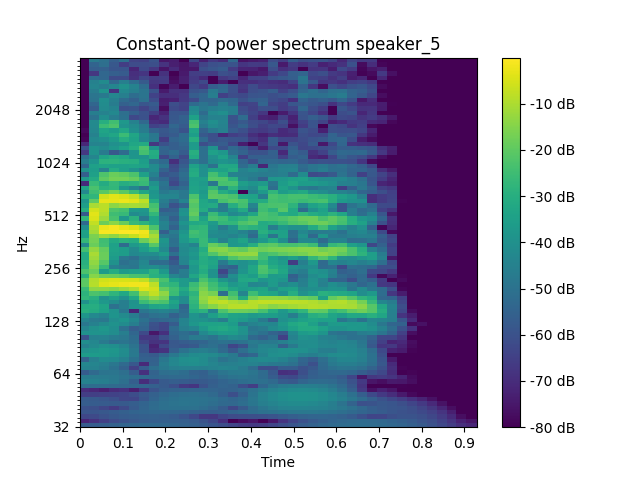 Constant-Q power spectrum speaker_5
Hz
2048
1024
512
256
128
64
32
0
0.1
0.2
0.3
0.4
0.5
0.6
0.7
0.8
0.9
Time
-10 dB
-20 dB
-30 dB
-40 dB
-50 dB
-60 dB
-70 dB
-80 dB